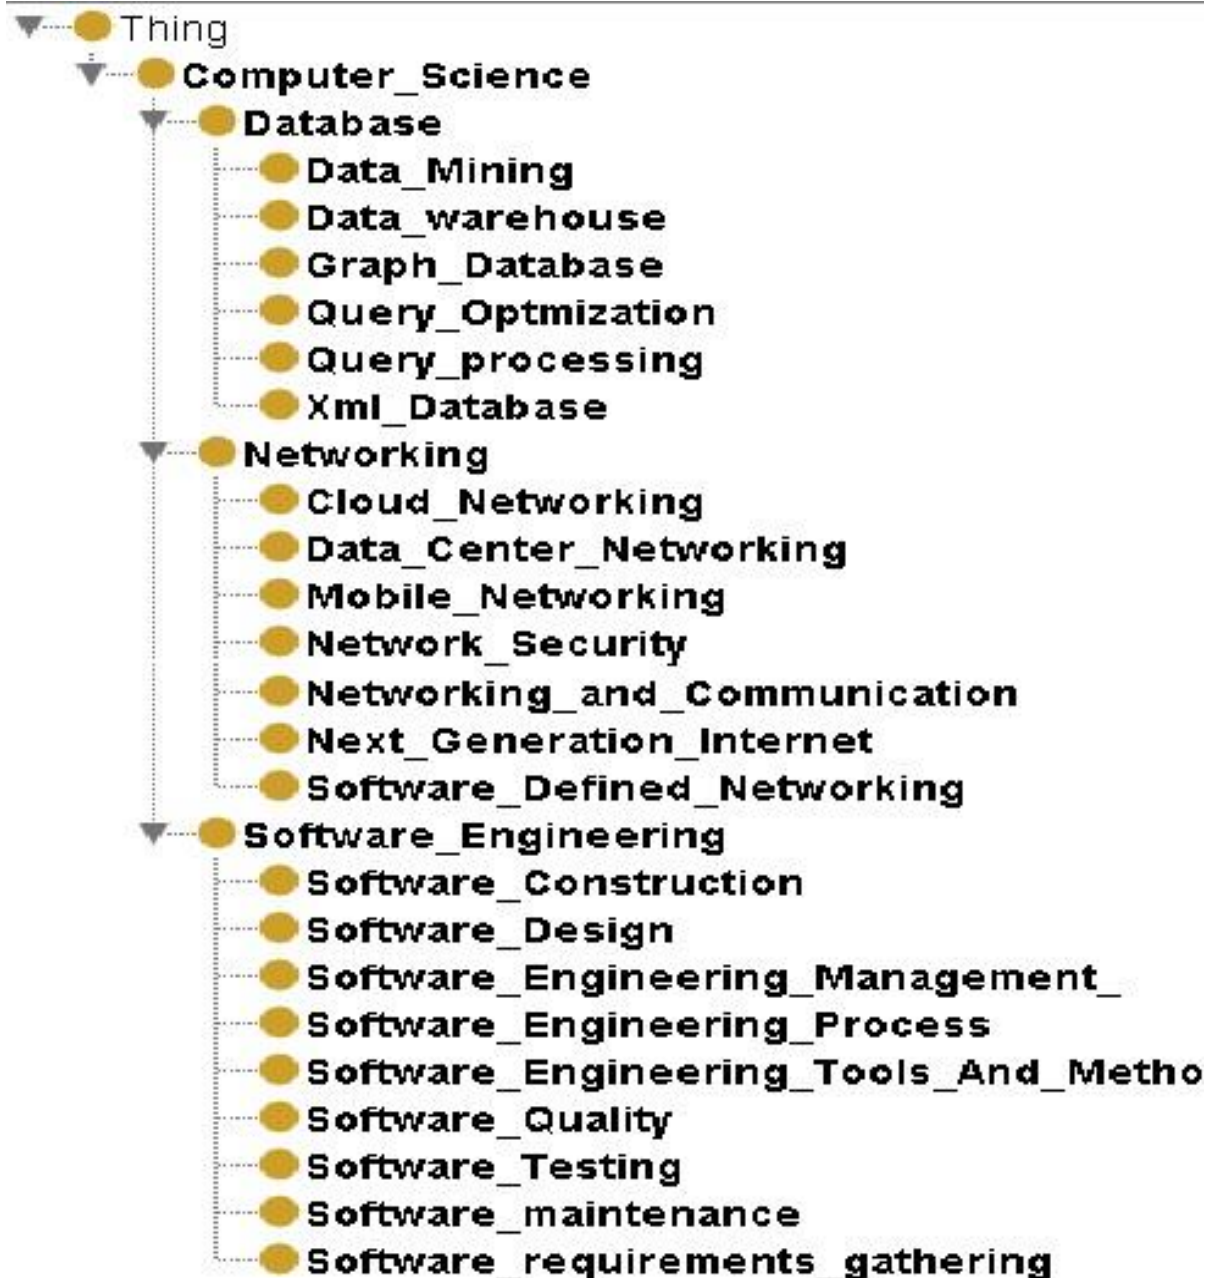 Thing
Computer_Science
Database
Data_Mining
Data_warehouse
Graph_Database
Query_Optmization
Query_processing
Xml_Database
Networking
Cloud_Networking
Data_Center_Networking
Mobile_Networking
Network_Security
Networking_and_Communication
Next_Generation_Internet
Software_Defined_Networking
Software_Engineering
Software_Construction
Software_Design
Software_Engineering_Management_
Software_Engineering_Process
Software_Engineering_Tools_And_Metho
Software_Quality
Software_Testing
Software_maintenance
Software_requirements_gathering